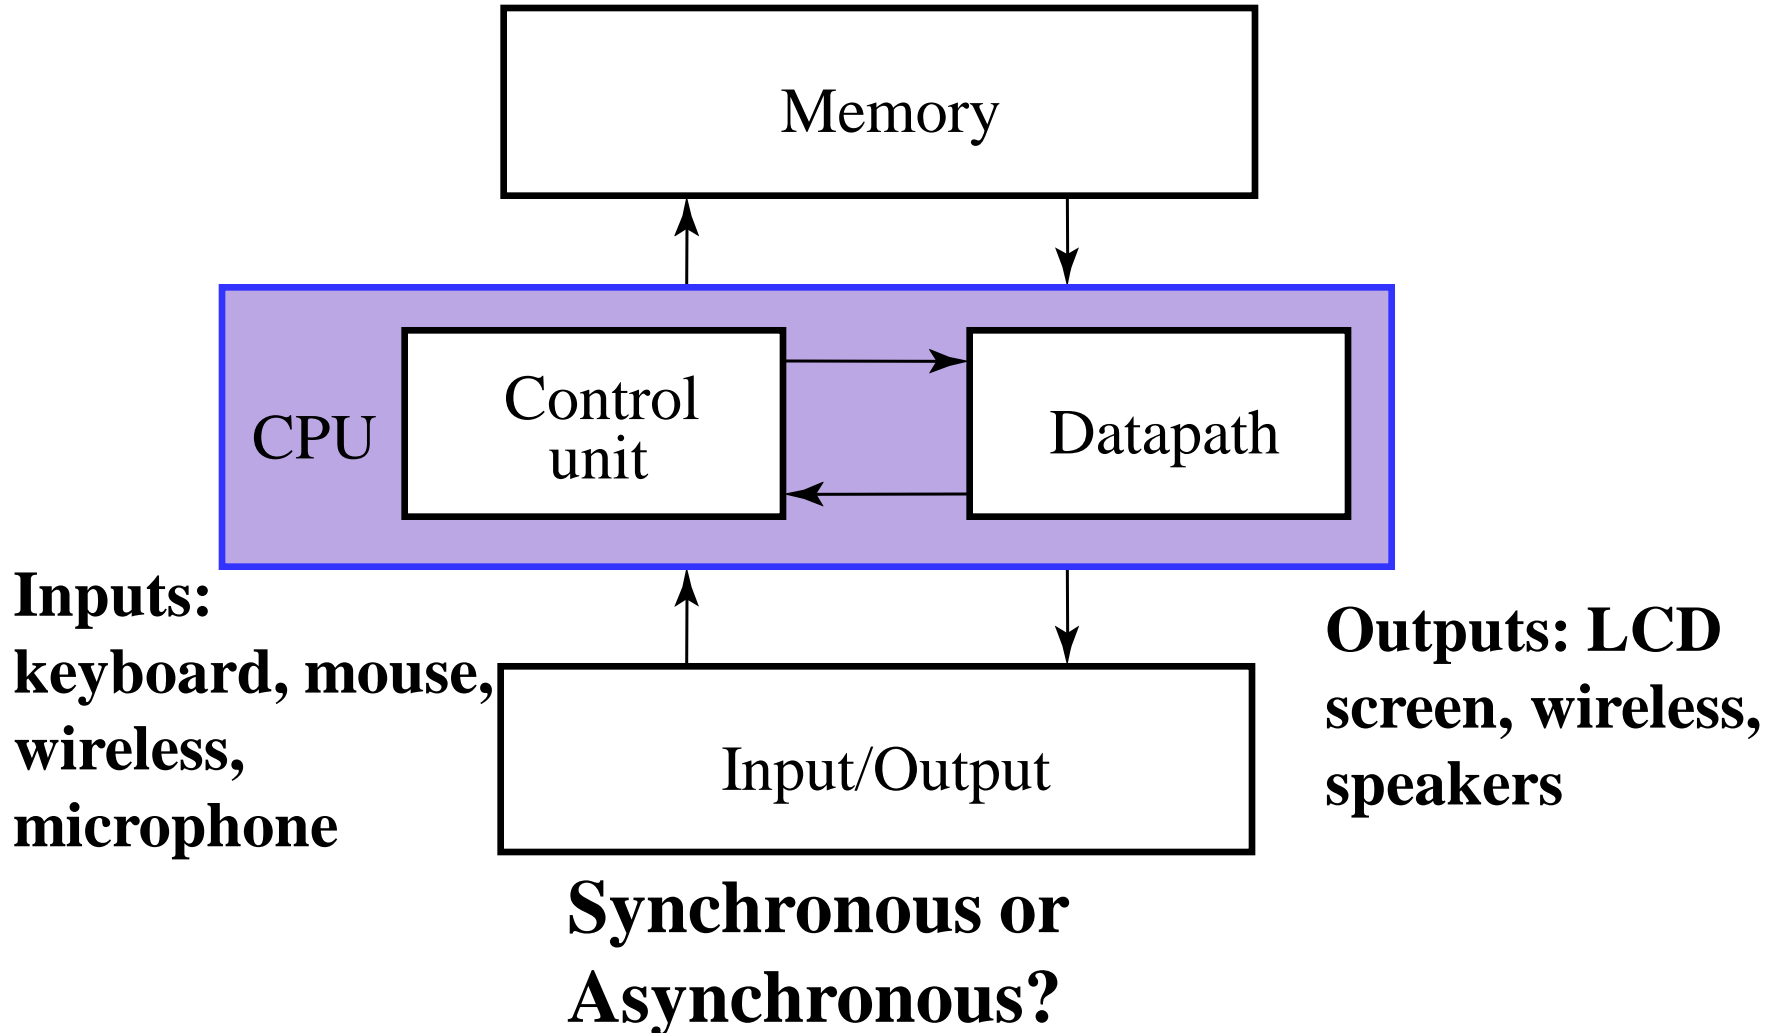 Memory
CPU
Control
unit
Datapath
Inputs:
keyboard, mouse,
wireless,
microphone
Outputs: LCD
screen, wireless,
speakers
Input/Output
Synchronous or
Asynchronous?